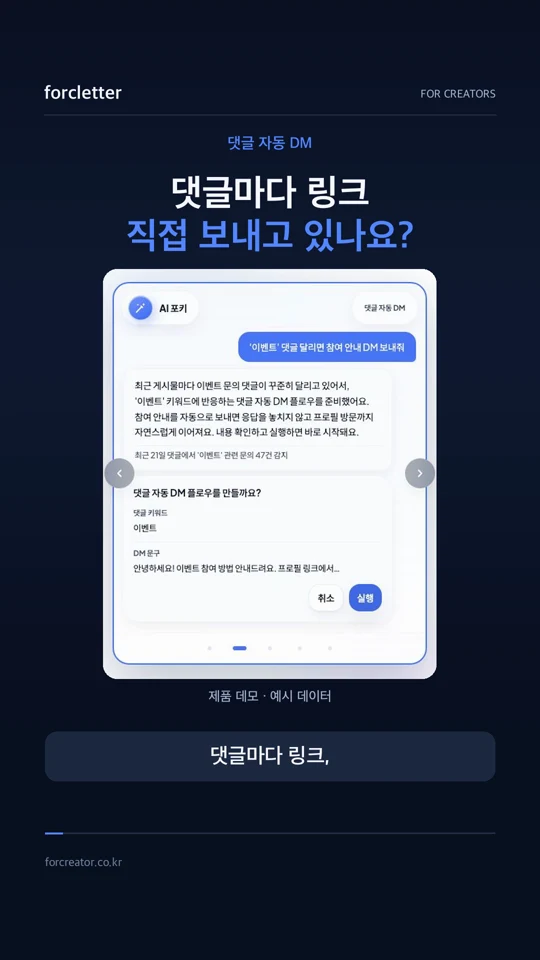 forcletter
FOR CREATORS
댓글 자동 DM
댓글마다 링크
직접 보내고 있나요?
AI 포키
댓글 자동 DM
'이벤트' 댓글 달리면 참여 안내 DM 보내줘
최근 게시물마다 이벤트 문의 댓글이 꾸준히 달리고 있어서,
'이벤트' 키워드에 반응하는 댓글 자동 DM 플로우를 준비했어요.
참여 안내를 자동으로 보내면 응답을 놓치지 않고 프로필 방문까지
자연스럽게 이어져요. 내용 확인하고 실행하면 바로 시작돼요.
최근 21일 댓글에서 '이벤트' 관련 문의 47건 감지
댓글 자동 DM 플로우를 만들까요?
댓글 키워드
이벤트
DM 문구
안녕하세요! 이벤트 참여 방법 안내드려요. 프로필 링크에서...
취소
실행
제품 데모 · 예시 데이터
댓글마다 링크,
forcreator.co.kr